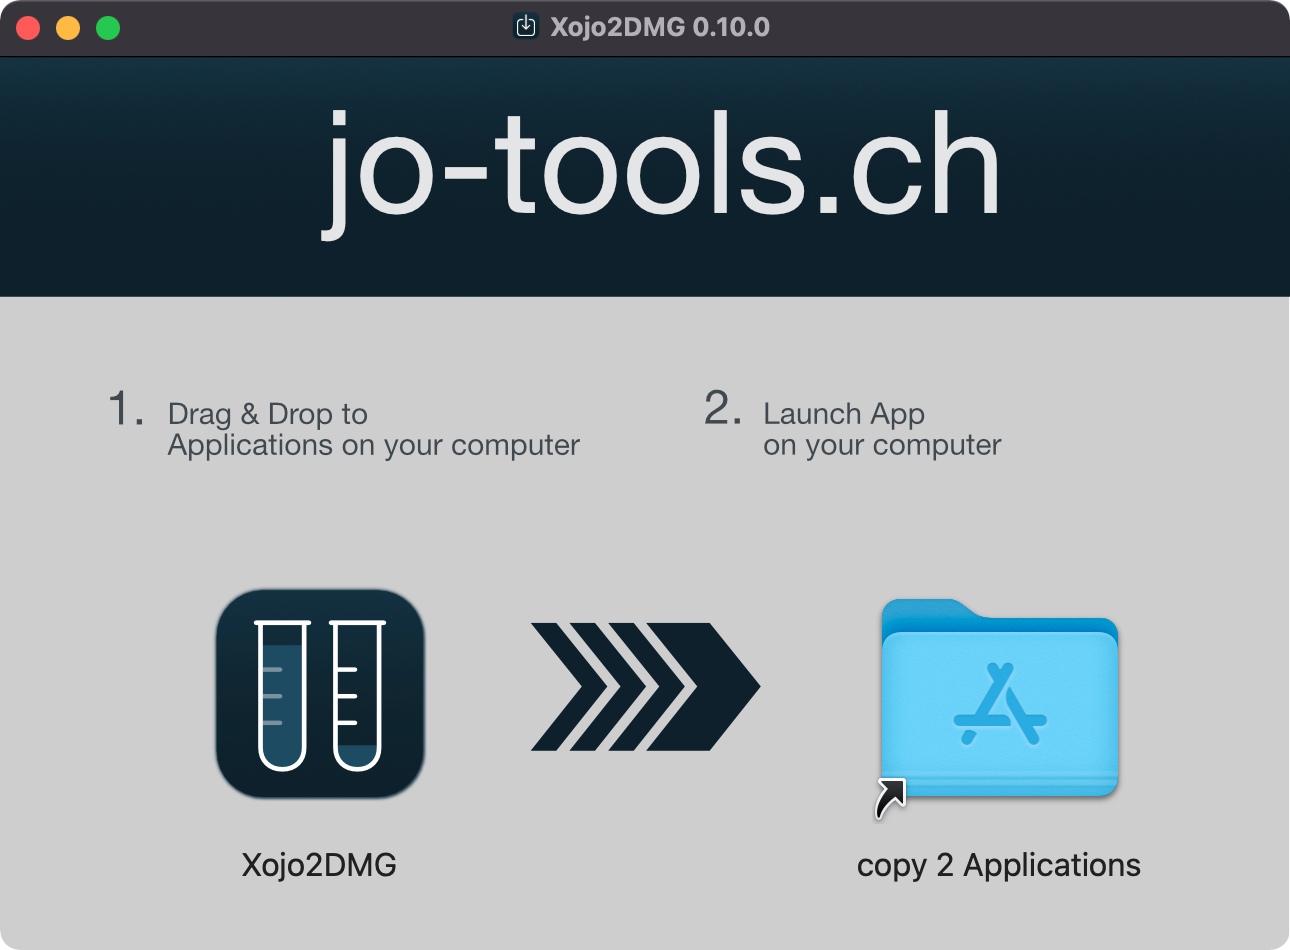 Xojo2DMG 0.10.0
jo-tools.ch
1. Drag & Drop to
Applications on your computer
2. Launch App
on your computer
Xojo2DMG
copy 2 Applications